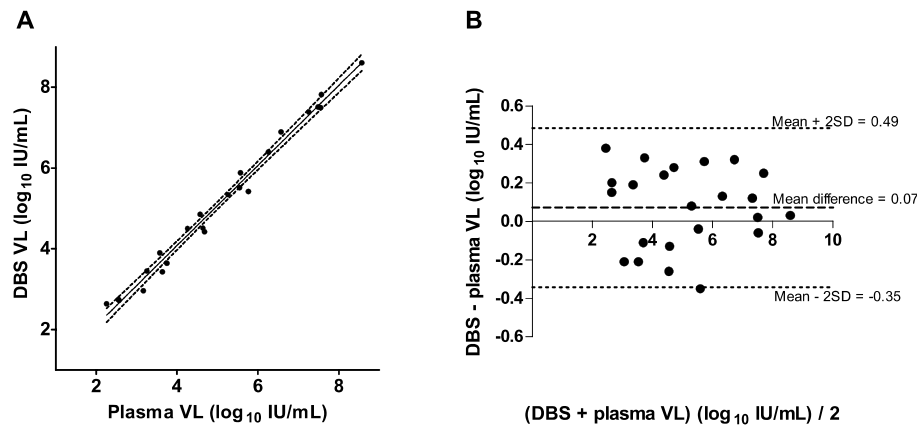 A
DBS VL (log10 IU/mL)
8
6
4
2
2 4 6 8
Plasma VL (log10 IU/mL)
B
DBS - plasma VL (log10 IU/mL)
0.6
0.4
0.2
0.0
-0.2
-0.4
-0.6
Mean + 2SD = 0.49
Mean difference = 0.07
2 4 6 8 10
Mean - 2SD = -0.35
(DBS + plasma VL) (log10 IU/mL) / 2